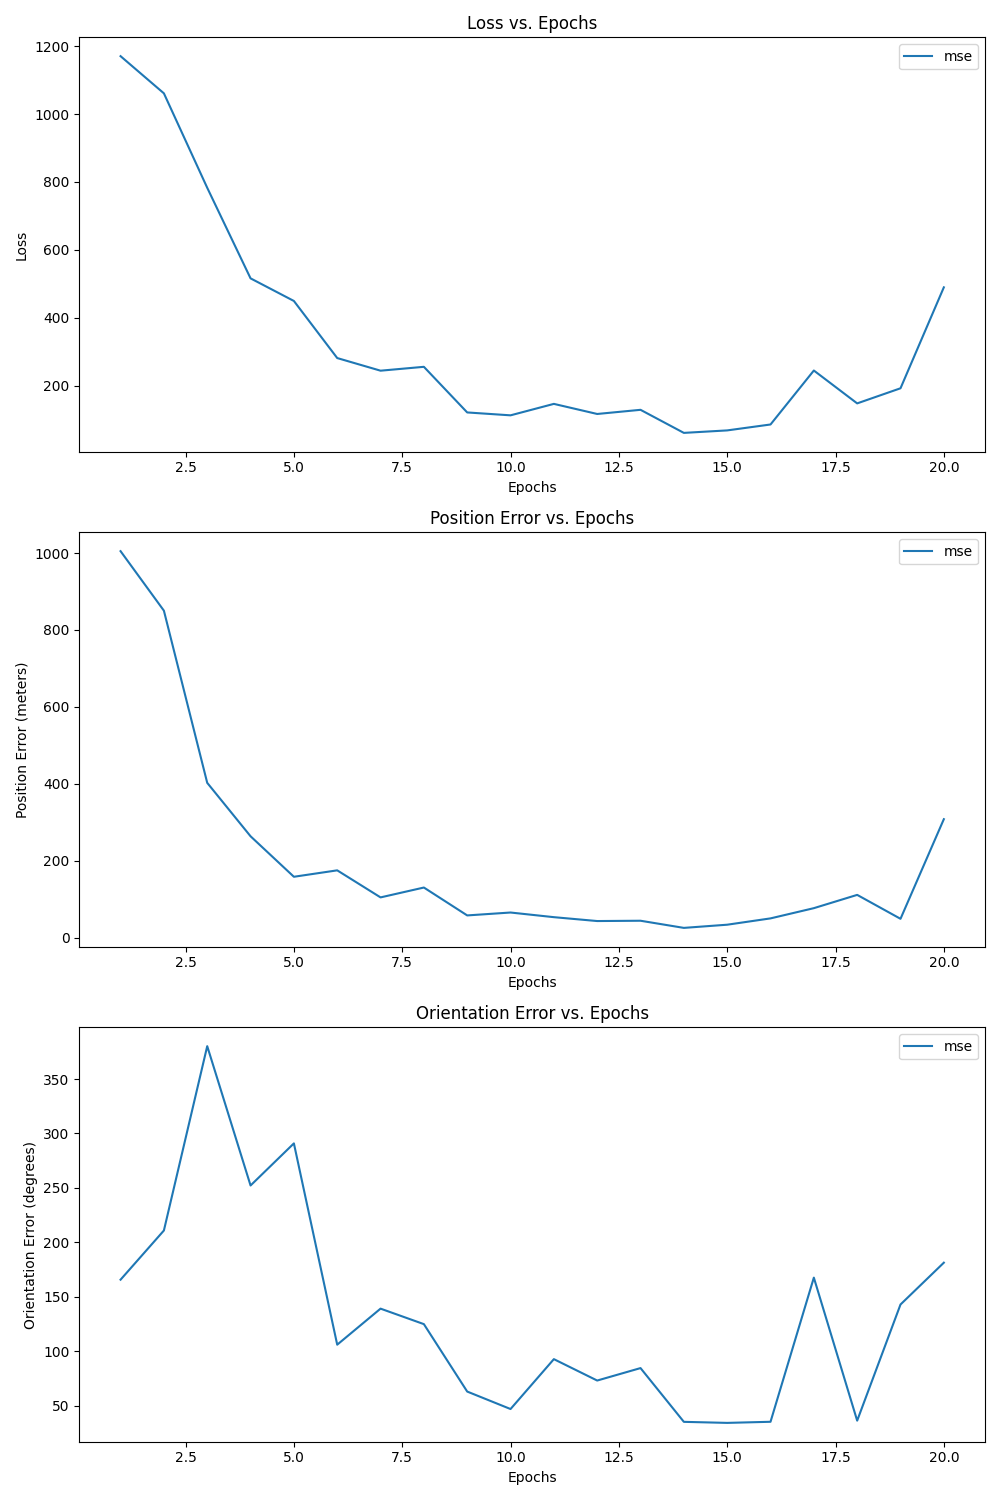 Loss vs. Epochs
mse
1200
1000
800
600
400
200
Loss
2.5 5.0 7.5 10.0 12.5 15.0 17.5 20.0
Epochs
Position Error vs. Epochs
mse
1000
800
600
400
200
0
Position Error (meters)
2.5 5.0 7.5 10.0 12.5 15.0 17.5 20.0
Epochs
Orientation Error vs. Epochs
mse
350
300
250
200
150
100
50
Orientation Error (degrees)
2.5 5.0 7.5 10.0 12.5 15.0 17.5 20.0
Epochs